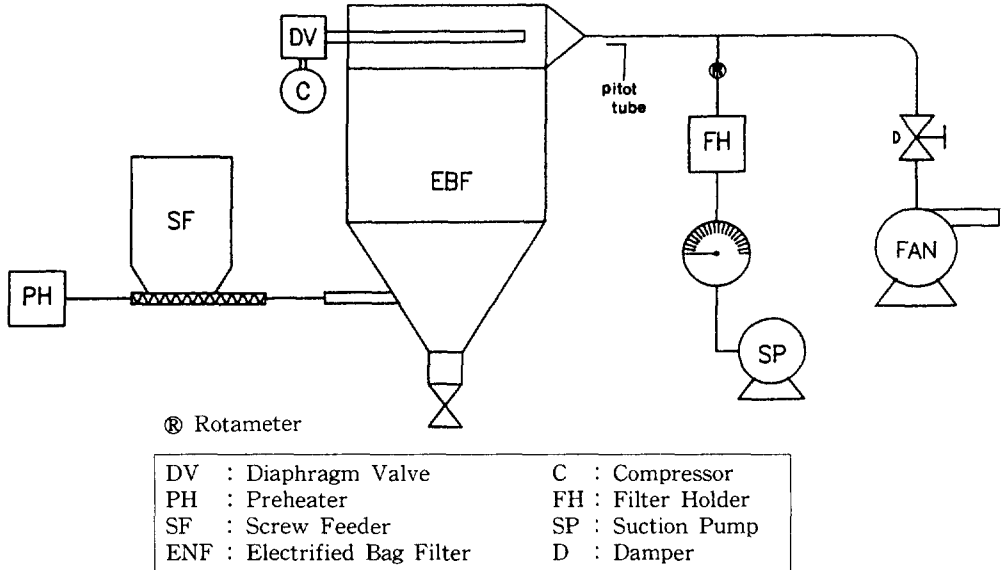 DV
C
pitot
tube
Ⓡ
FH
D
EBF
SF
FAN
PH
SP
Ⓡ Rotameter
DV : Diaphragm Valve
C : Compressor
PH : Preheater
FH : Filter Holder
SF : Screw Feeder
SP : Suction Pump
ENF : Electrified Bag Filter
D : Damper